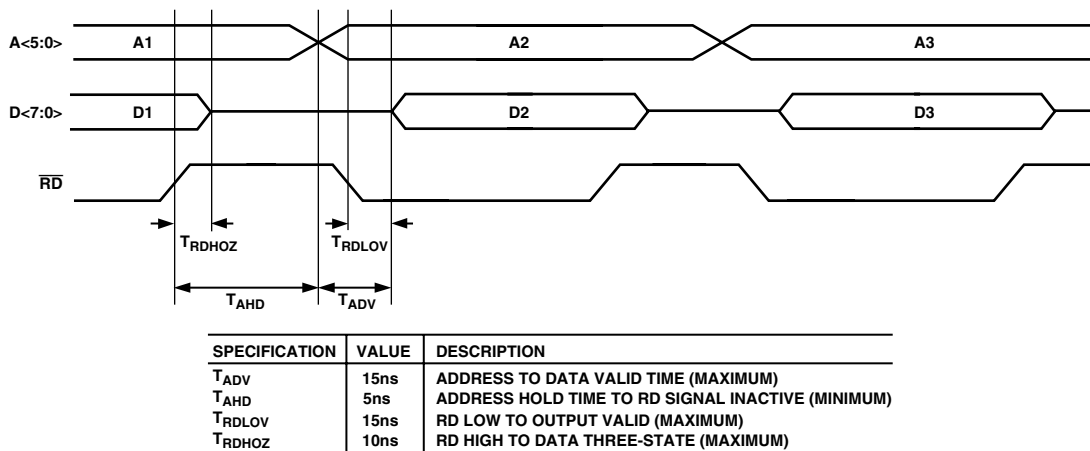 A<5:0> A1 A2 A3
D<7:0> D1 D2 D3
RD
TRDHOZ TRDLOV
TAHD TADV
SPECIFICATION VALUE DESCRIPTION
TADV 15ns ADDRESS TO DATA VALID TIME (MAXIMUM)
TAHD 5ns ADDRESS HOLD TIME TO RD SIGNAL INACTIVE (MINIMUM)
TRDLOV 15ns RD LOW TO OUTPUT VALID (MAXIMUM)
TRDHOZ 10ns RD HIGH TO DATA THREE-STATE (MAXIMUM)